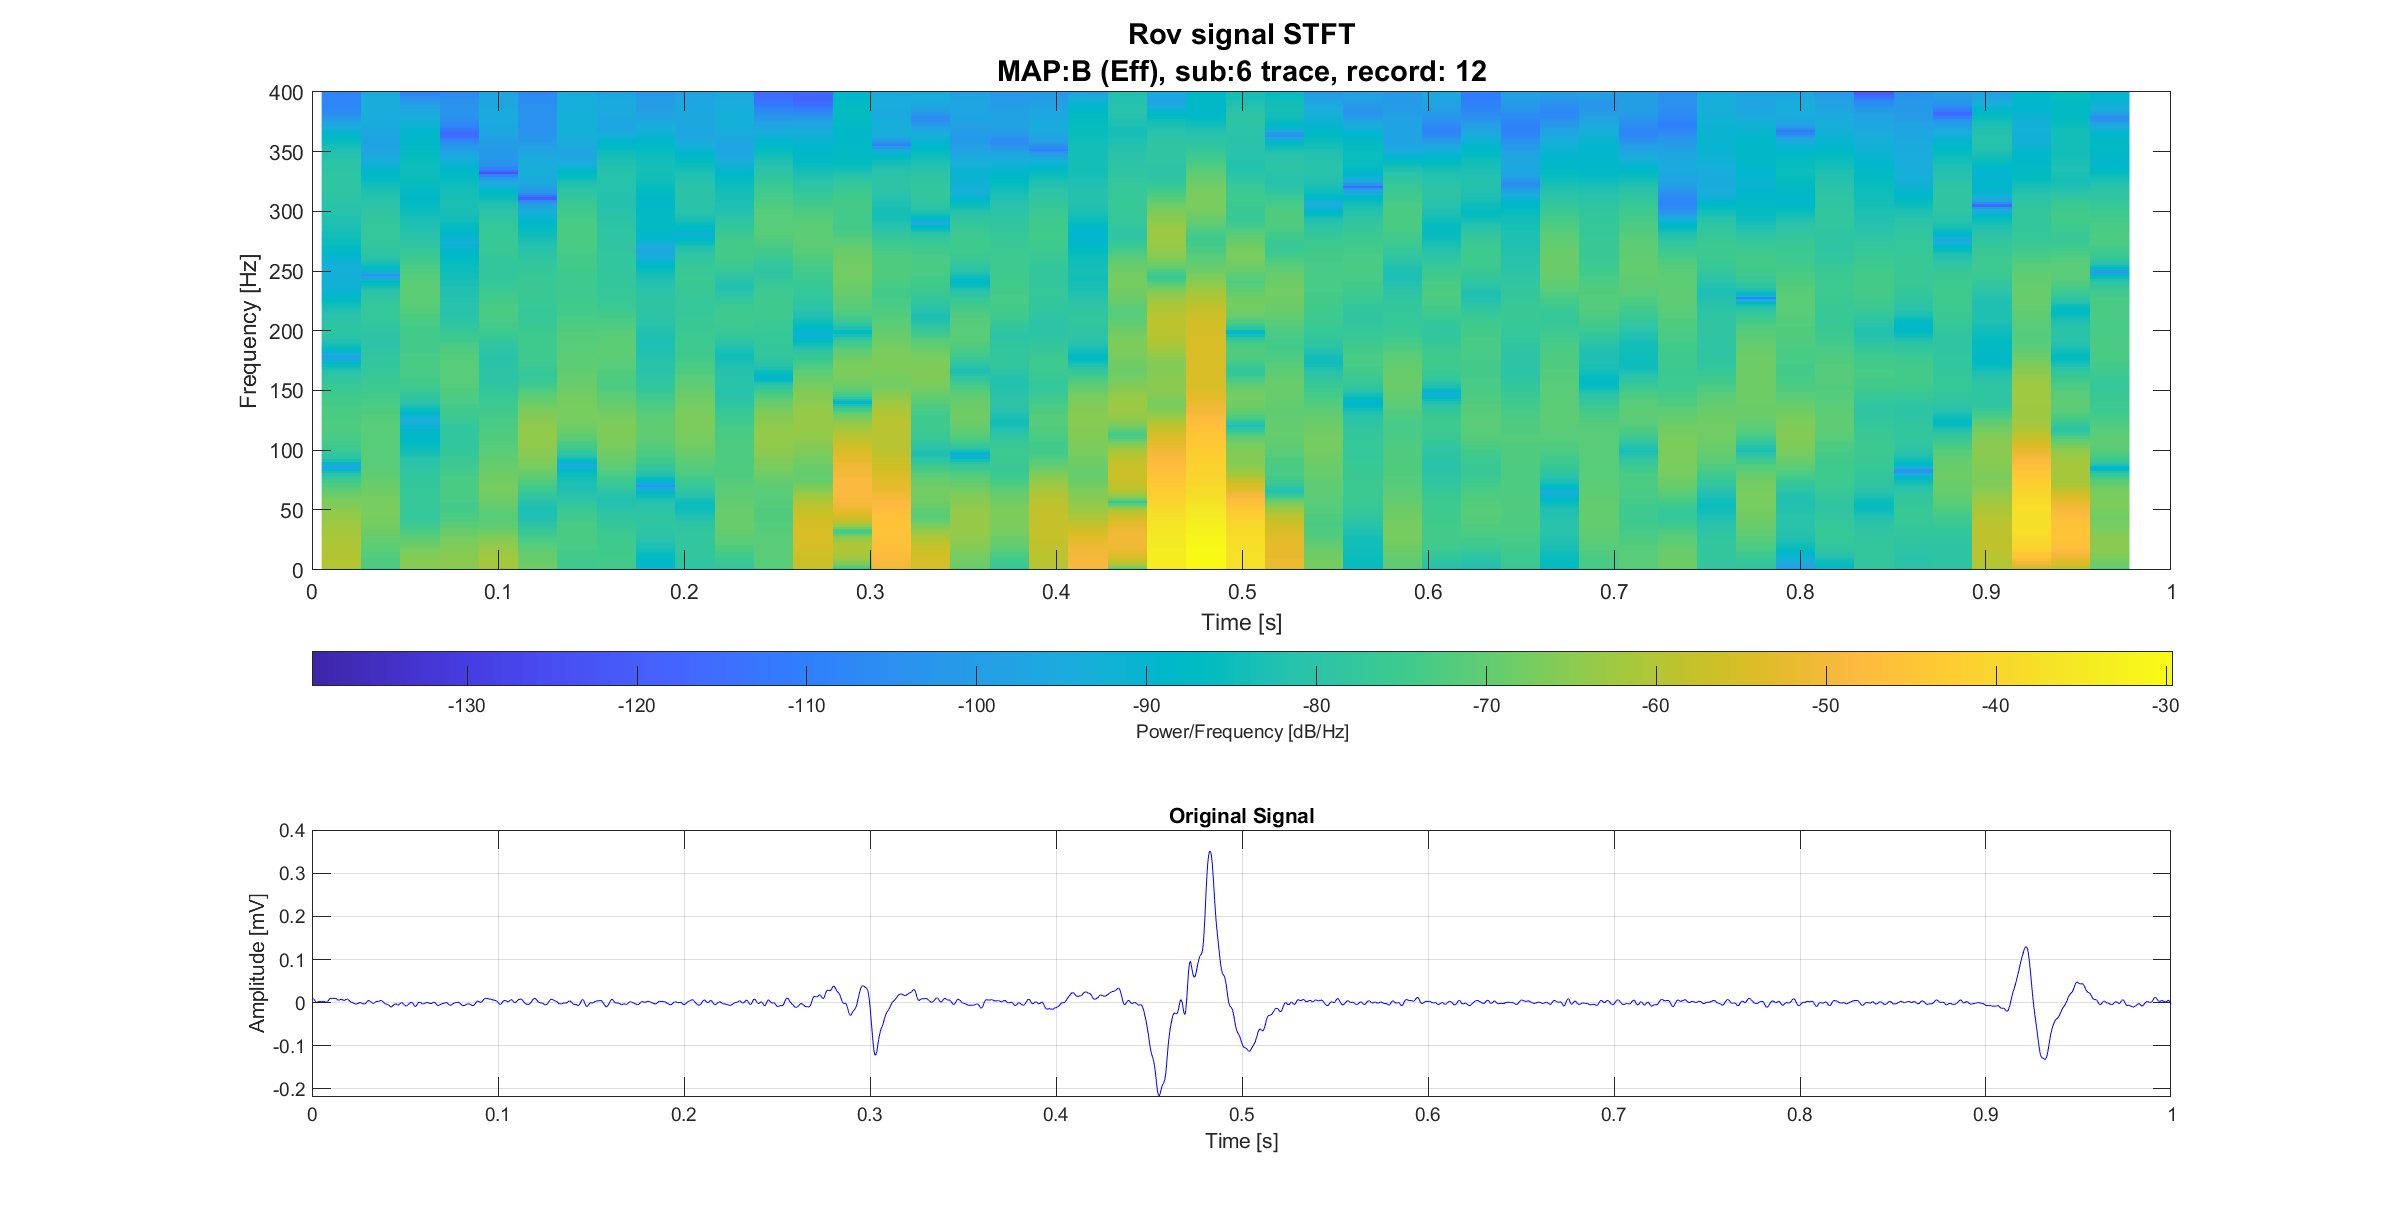 Rov signal STFT
MAP:B (Eff), sub:6 trace, record: 12
400
350
300
250
200
150
100
50
0
Frequency [Hz]
0 0.1 0.2 0.3 0.4 0.5 0.6 0.7 0.8 0.9 1
Time [s]
-130 -120 -110 -100 -90 -80 -70 -60 -50 -40 -30
Power/Frequency [dB/Hz]
Original Signal
0.4
0.3
0.2
0.1
0
-0.1
-0.2
Amplitude [mV]
0 0.1 0.2 0.3 0.4 0.5 0.6 0.7 0.8 0.9 1
Time [s]